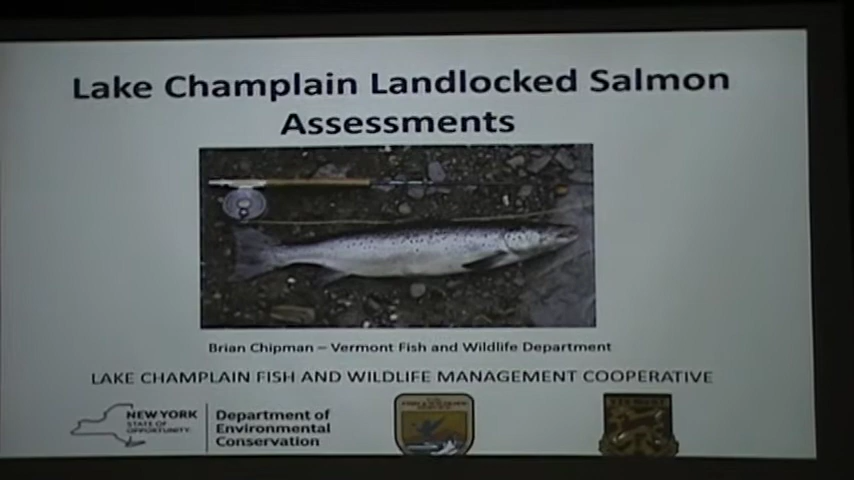 Lake Champlain Landlocked Salmon
Assessments
Brian Chipman – Vermont Fish and Wildlife Department
LAKE CHAMPLAIN FISH AND WILDLIFE MANAGEMENT COOPERATIVE
NEW YORK
STATE OF
OPPORTUNITY.
Department of
Environmental
Conservation
VERMONT